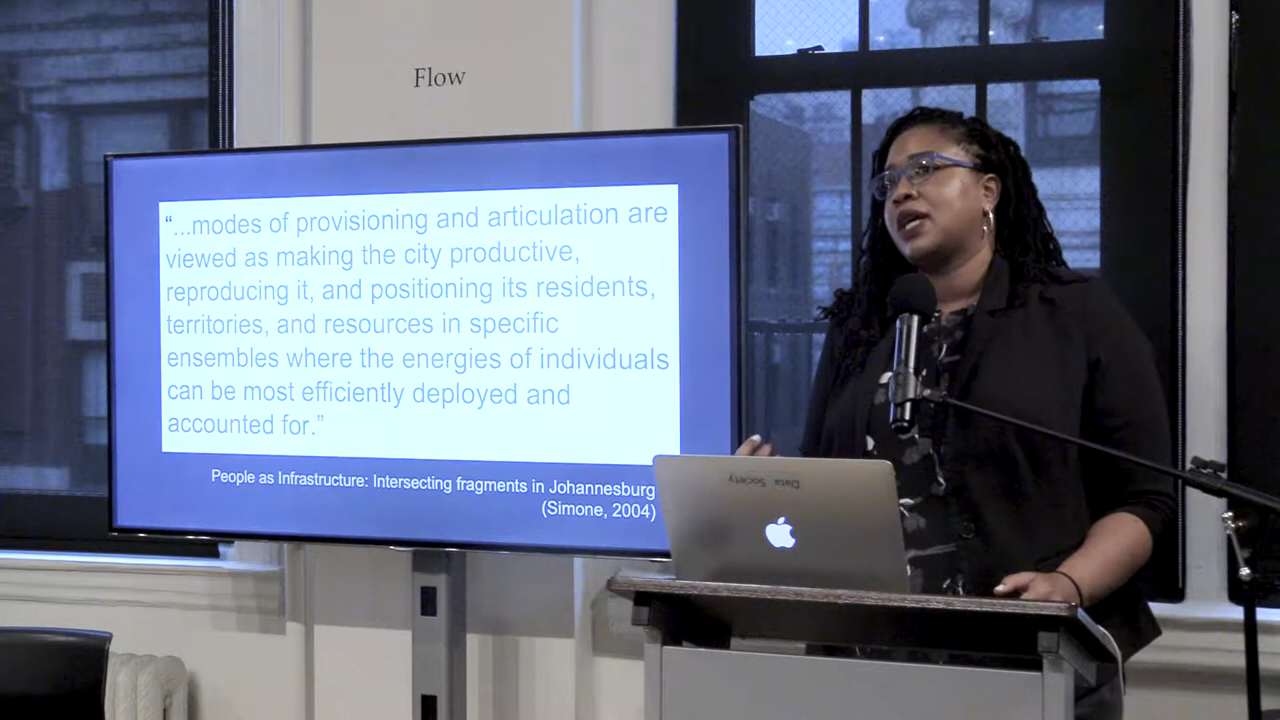 Flow
“...modes of provisioning and articulation are
viewed as making the city productive,
reproducing it, and positioning its residents,
territories, and resources in specific
ensembles where the energies of individuals
can be most efficiently deployed and
accounted for.”
People as Infrastructure: Intersecting fragments in Johannesburg
(Simone, 2004)
Data Society